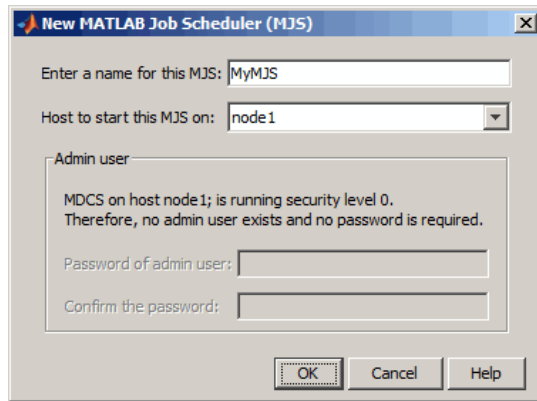 New MATLAB Job Scheduler (MJS)
Enter a name for this MJS: MyMJS
Host to start this MJS on: node1
Admin user
MDCS on host node1; is running security level 0.
Therefore, no admin user exists and no password is required.
Password of admin user:
Confirm the password:
OK Cancel Help